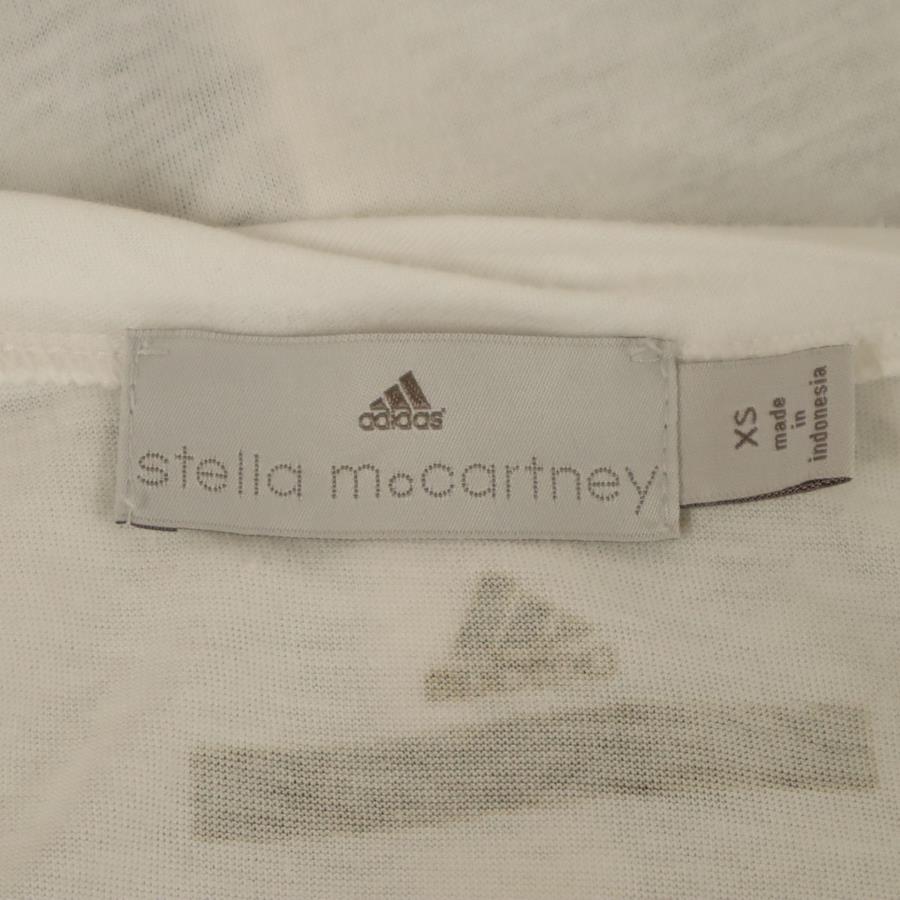 adidas
stella mccartney
XS
made
in
indonesia